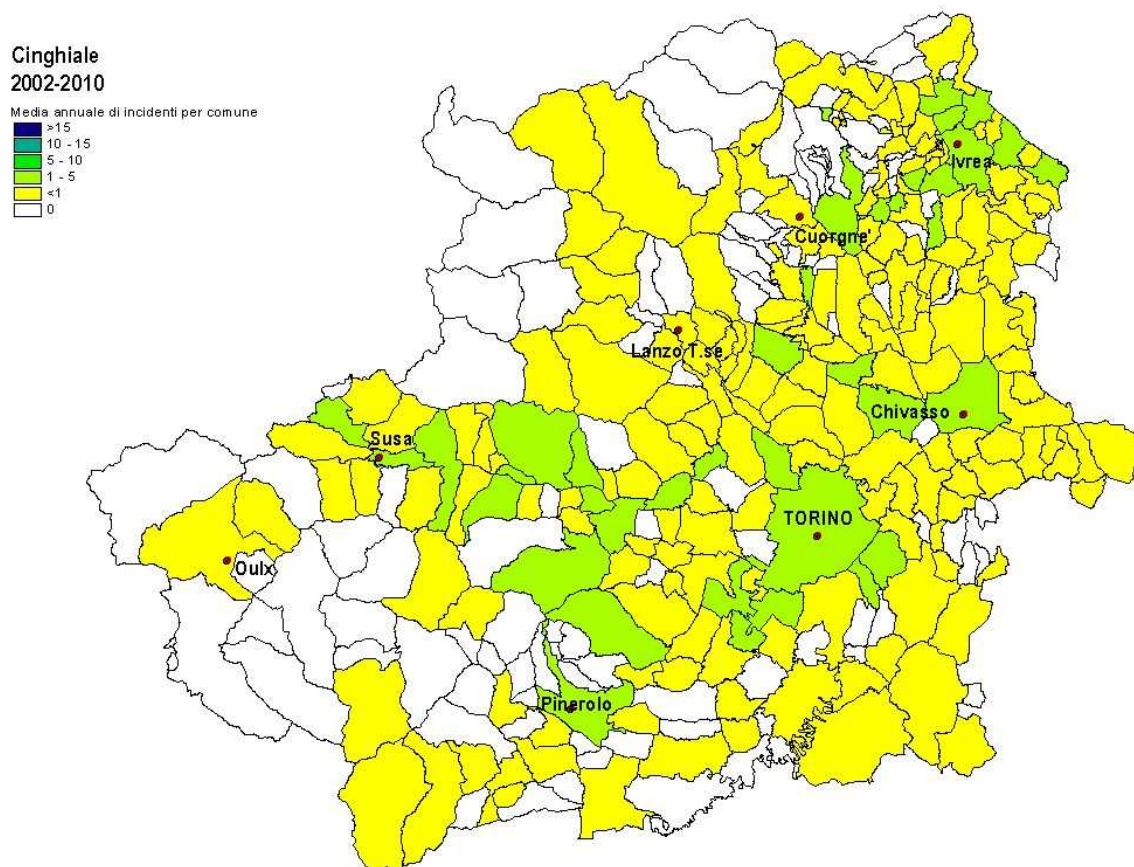 Cinghiale
2002-2010
Media annuale di incidenti per comune
>15
10 - 15
5 - 10
1 - 5
<1
0
Ivrea
Cuorgne'
Lanzo T.se
Chivasso
Susa
TORINO
Oulx
Pinerolo